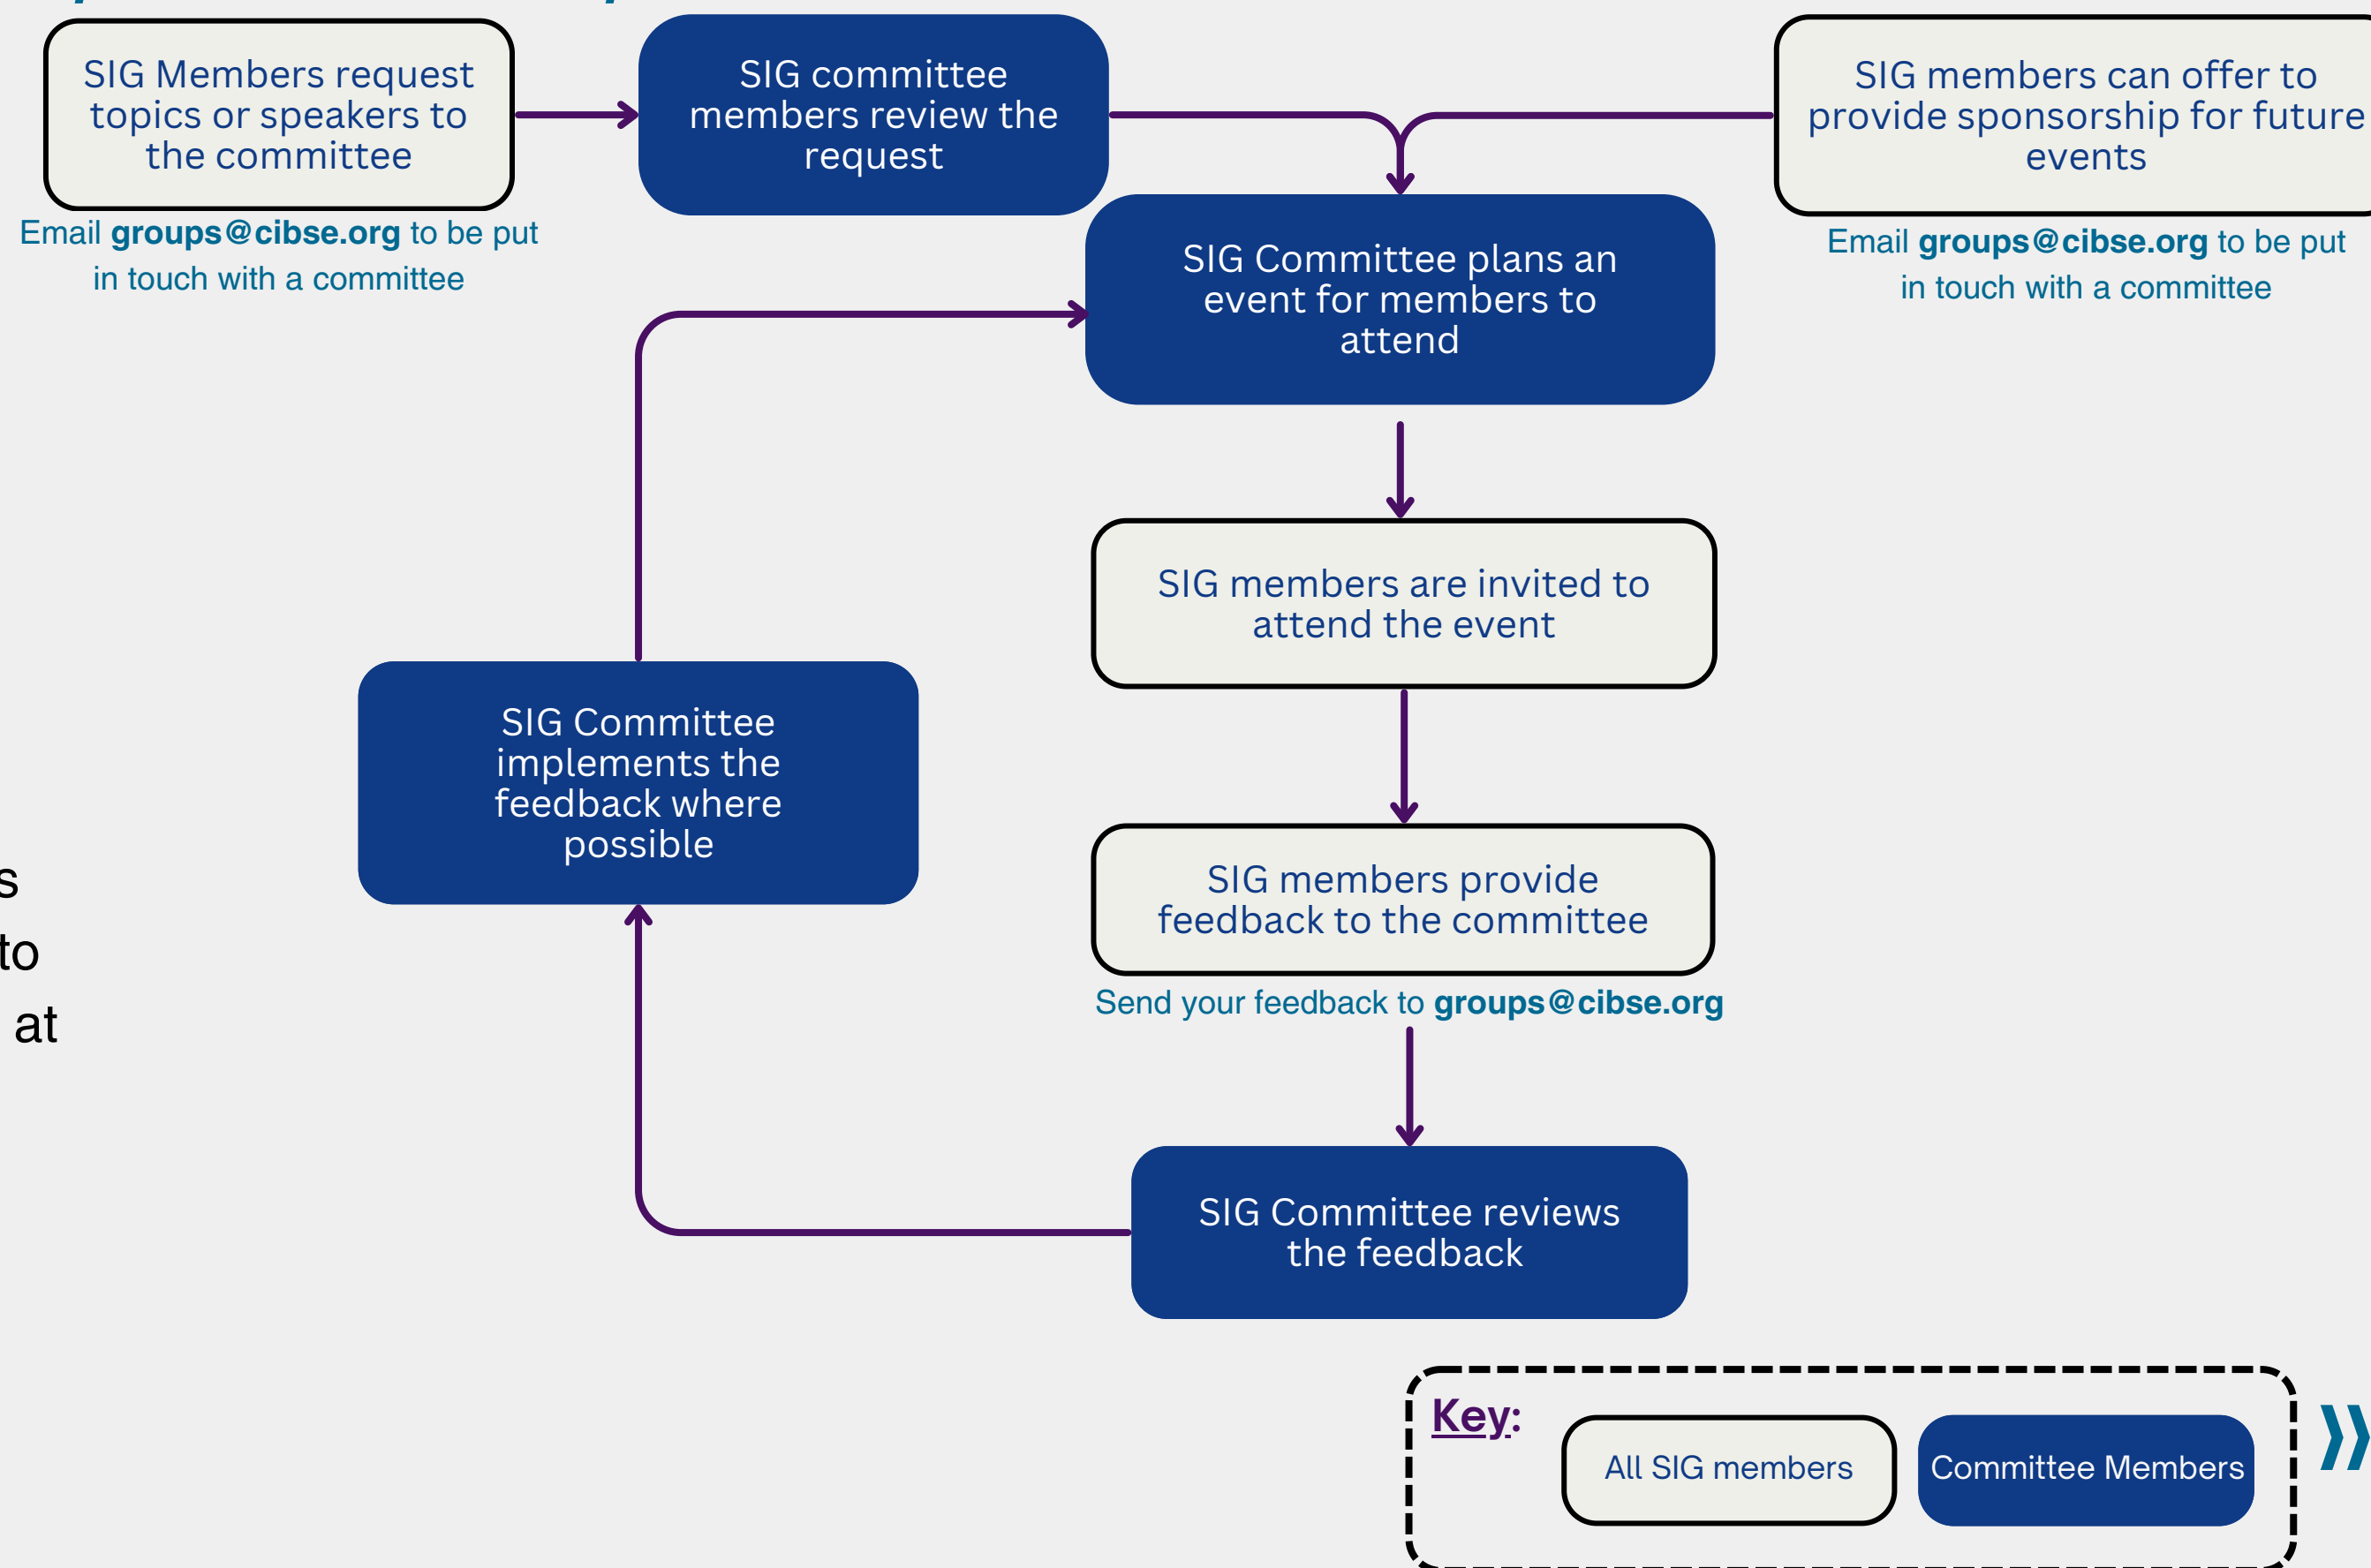 SIG Members request
topics or speakers to
the committee
Email groups@cibse.org to be put
in touch with a committee
SIG committee
members review the
request
SIG members can offer to
provide sponsorship for future
events
Email groups@cibse.org to be put
in touch with a committee
SIG Committee plans an
event for members to
attend
SIG members are invited to
attend the event
SIG Committee
implements the
feedback where
possible
to
at
SIG members provide
feedback to the committee
Send your feedback to groups@cibse.org
SIG Committee reviews
the feedback
Key:
All SIG members
Committee Members